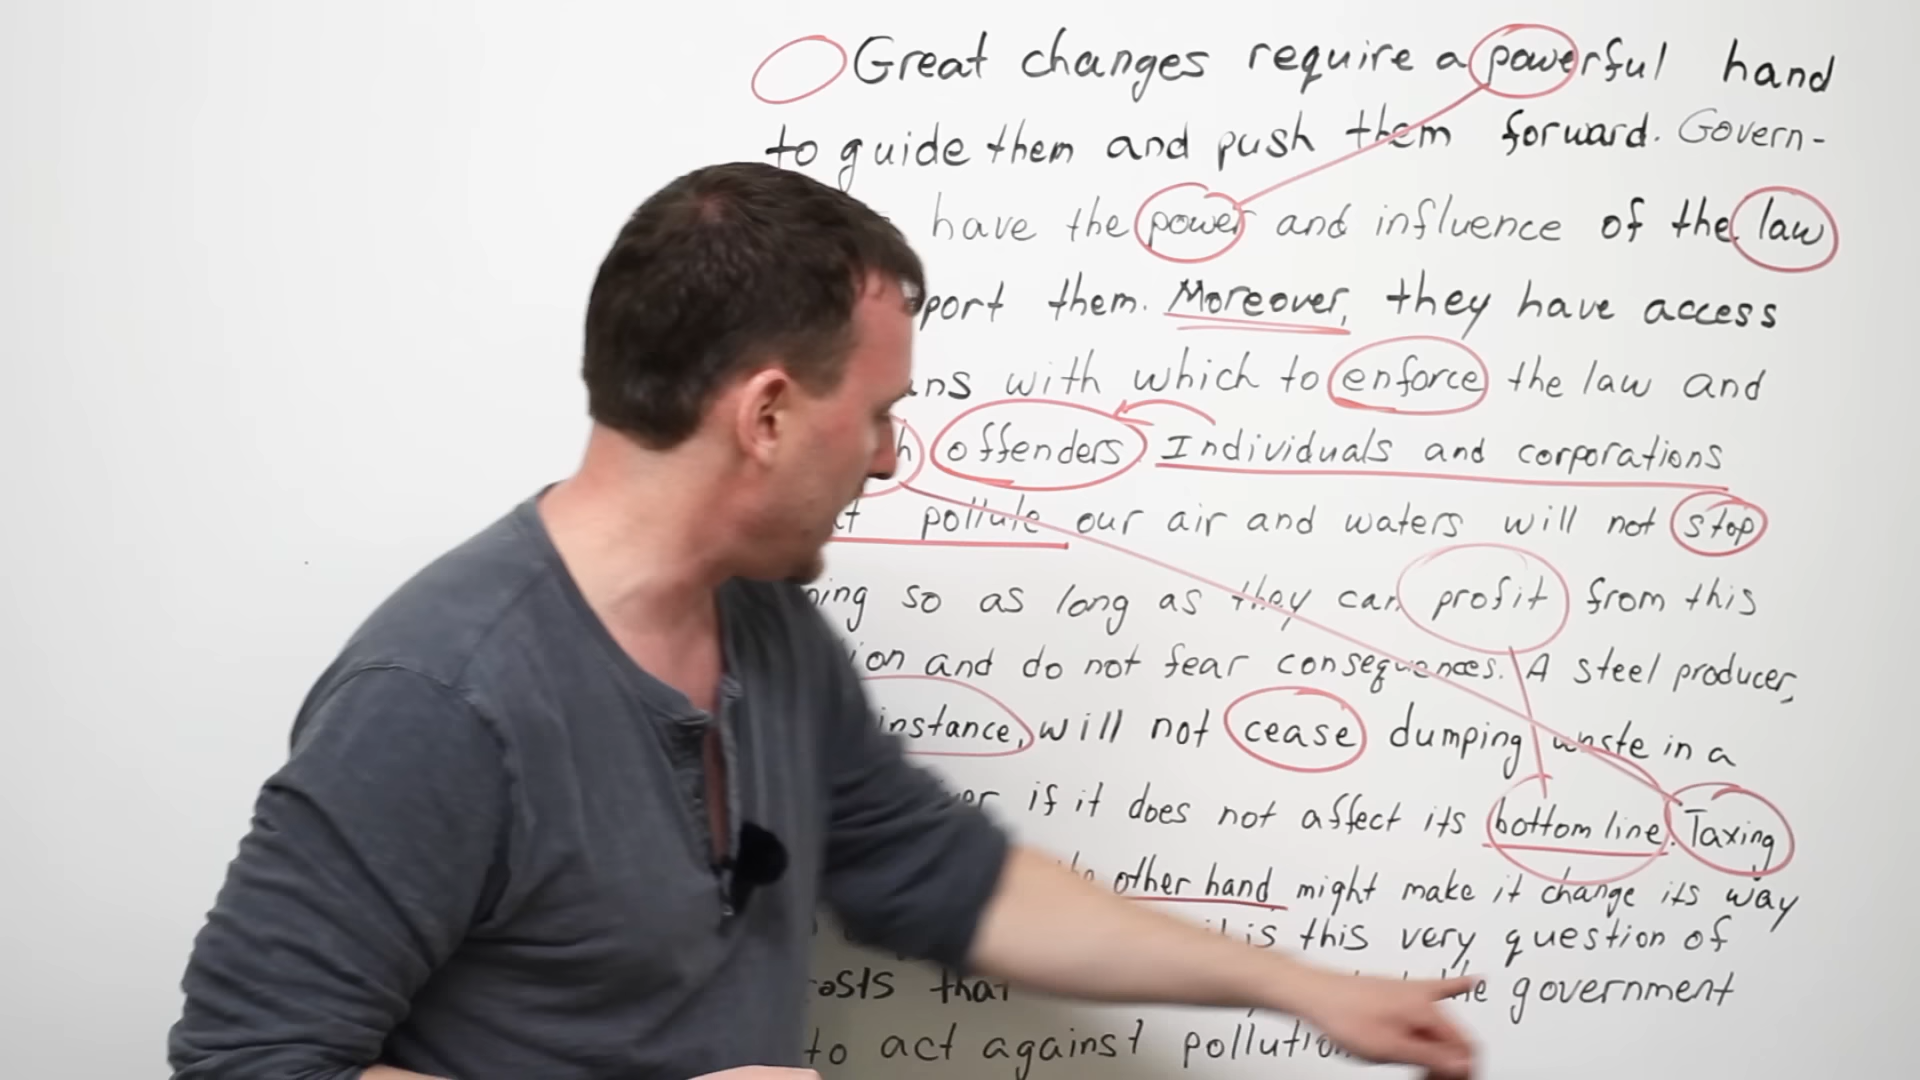 Great changes require a powerful hand
to guide them and push them forward. Govern-
have the power and influence of the law
port them. Moreover, they have access
with which to enforce the law and
offenders Individuals and corporations
pollute our air and waters will not stop
so as long as they can profit from this
and do not fear consequences. A steel producer,
instance, will not cease dumping waste in a
if it does not affect its bottom line. Taxing
other hand might make it change its way
is this very question of
costs that the government
to act against pollution